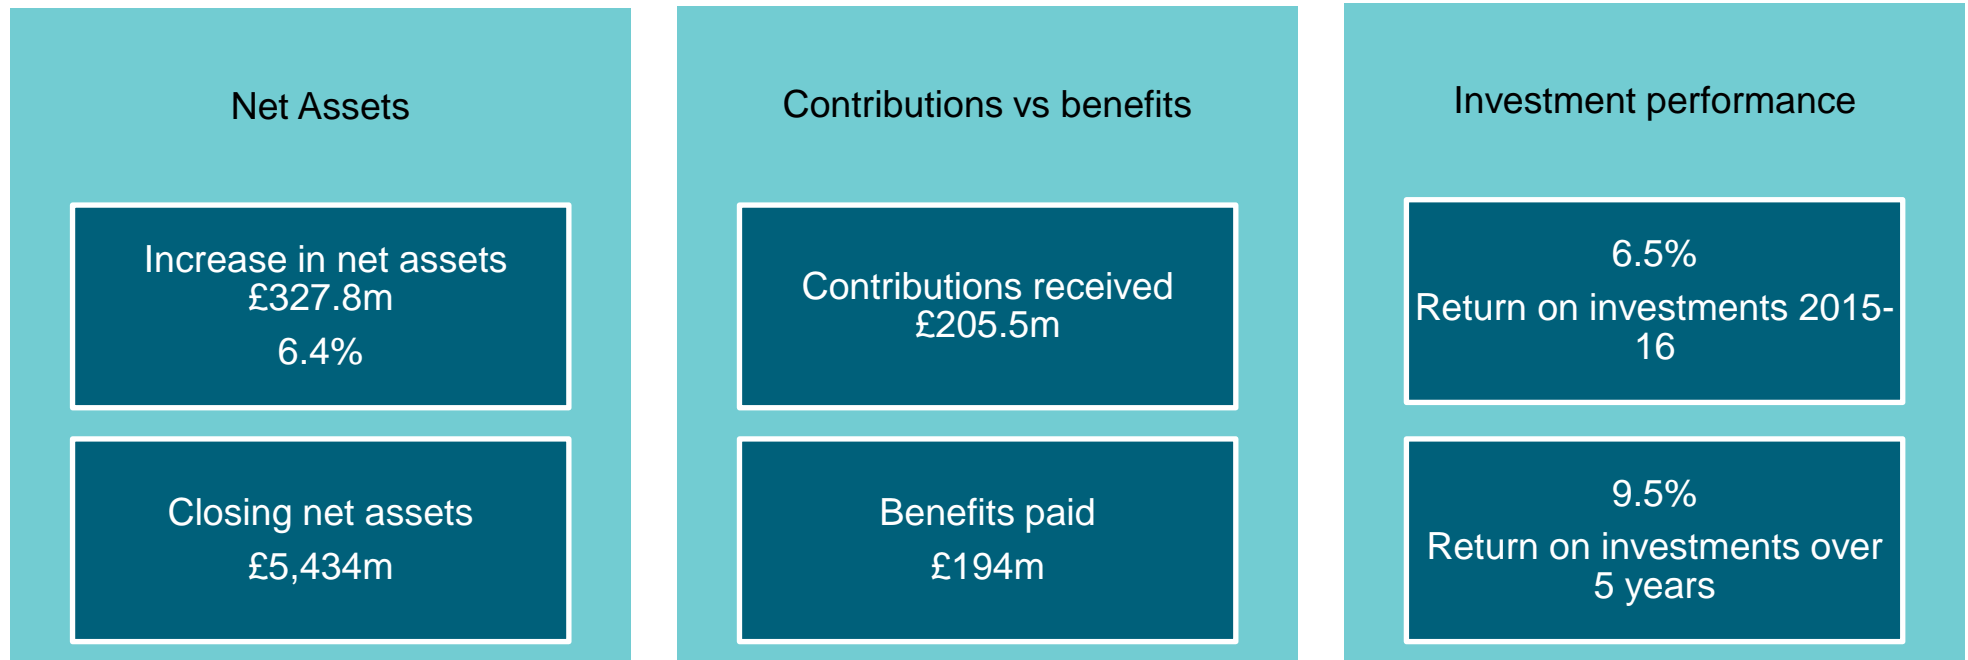 Net Assets
Increase in net assets
£327.8m
6.4%
Closing net assets
£5,434m
Contributions vs benefits
Contributions received
£205.5m
Benefits paid
£194m
Investment performance
6.5%
Return on investments 2015-
16
9.5%
Return on investments over
5 years